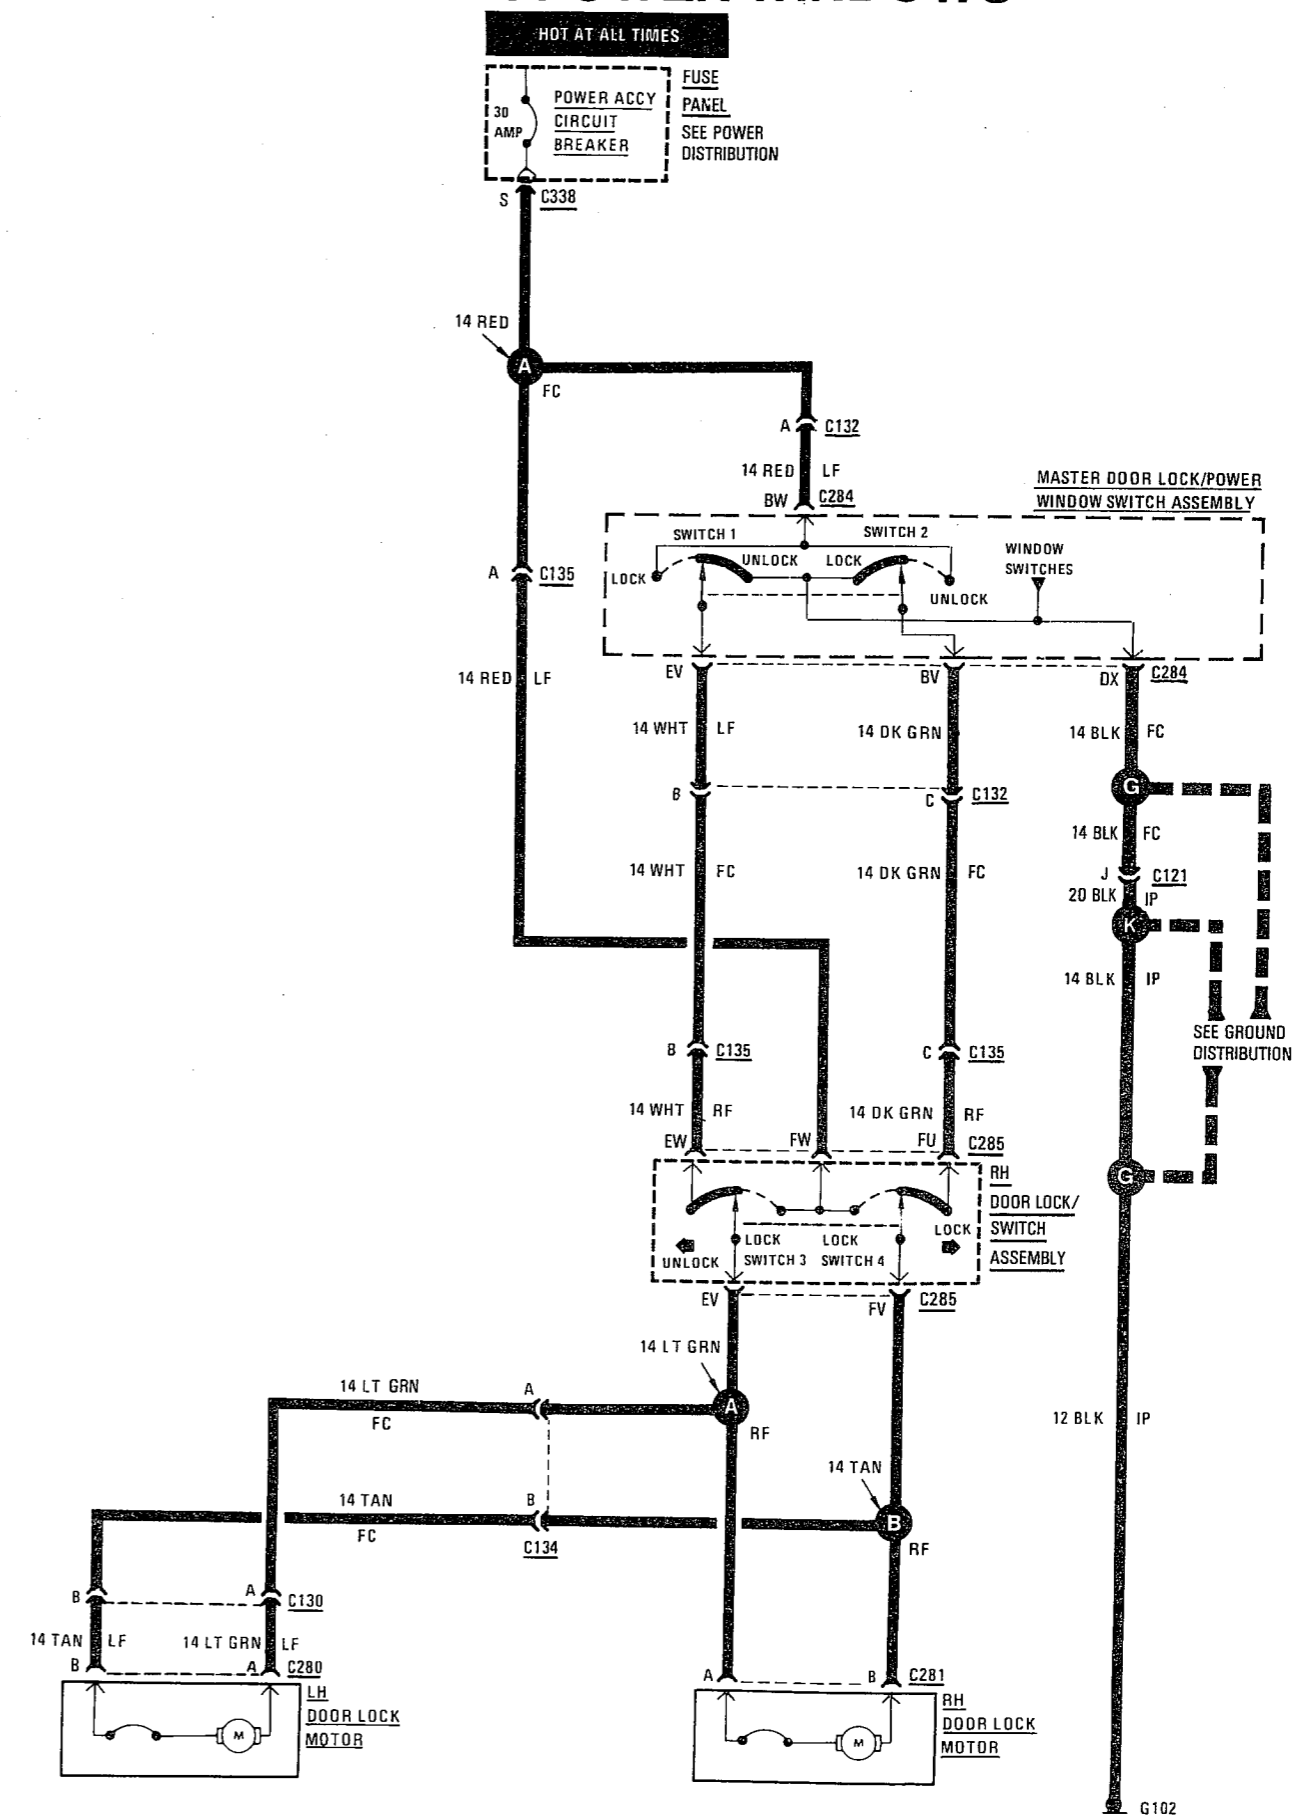 POWER WINDOWS
HOT AT ALL TIMES
30
AMP
POWER ACCY
CIRCUIT
BREAKER
FUSE
PANEL
SEE POWER
DISTRIBUTION
S
C338
14 RED
A
FC
A
C132
14 RED
LF
BW
C284
MASTER DOOR LOCK/POWER
WINDOW SWITCH ASSEMBLY
SWITCH 1
SWITCH 2
LOCK
UNLOCK
LOCK
UNLOCK
WINDOW
SWITCHES
A
C135
14 RED
LF
EV
BV
DX
C284
14 WHT
LF
14 DK GRN
14 BLK
FC
G
B
C
C132
14 BLK
FC
J
C121
14 WHT
FC
14 DK GRN
FC
20 BLK
IP
K
14 BLK
IP
SEE GROUND
DISTRIBUTION
B
C135
C
C135
14 WHT
RF
14 DK GRN
RF
EW
FW
FU
C285
G
RH
DOOR LOCK/
SWITCH
ASSEMBLY
UNLOCK
LOCK
SWITCH 3
LOCK
SWITCH 4
LOCK
EV
FV
C285
14 LT GRN
A
RF
14 LT GRN
FC
A
12 BLK
IP
14 TAN
B
RF
14 TAN
FC
B
C134
B
A
C130
14 TAN
LF
14 LT GRN
LF
B
A
C280
LH
DOOR LOCK
MOTOR
M
A
B
C281
RH
DOOR LOCK
MOTOR
M
G102